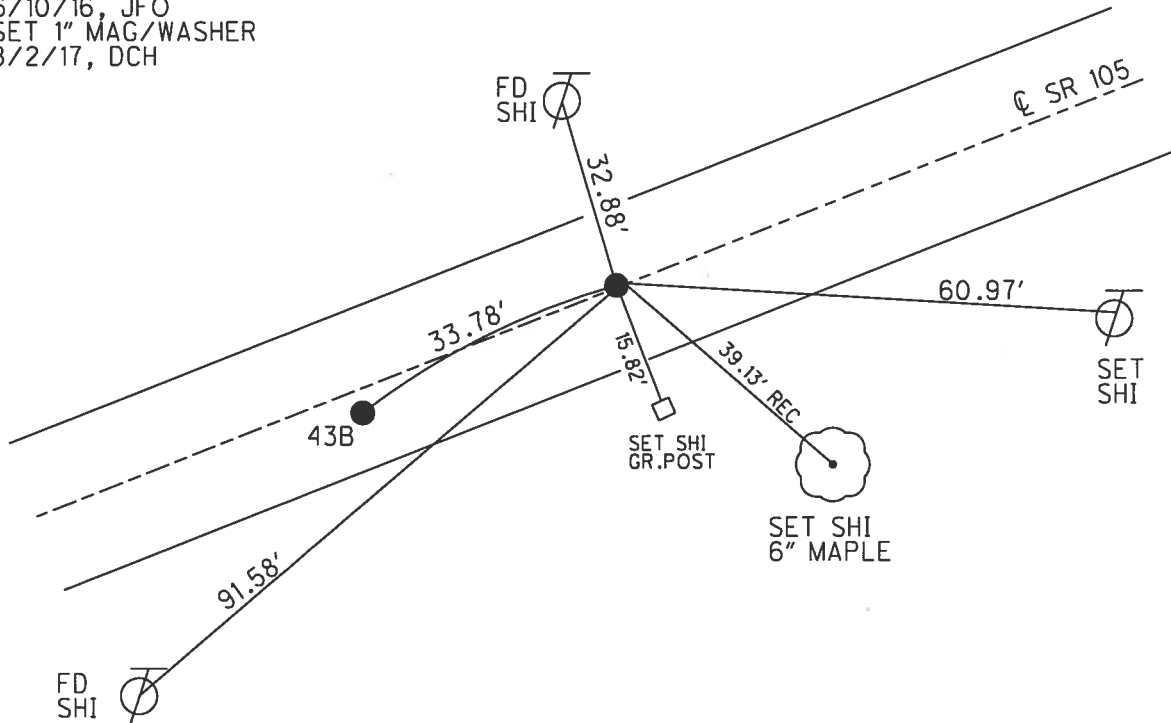 6/10/16, JFO
SET 1" MAG/WASHER
8/2/17, DCH
FD
SHI
℄ SR 105
32.88'
60.97'
33.78'
15.82'
39.13' REC
SET
SHI
43B
SET SHI
GR.POST
SET SHI
6" MAPLE
91.58'
FD
SHI